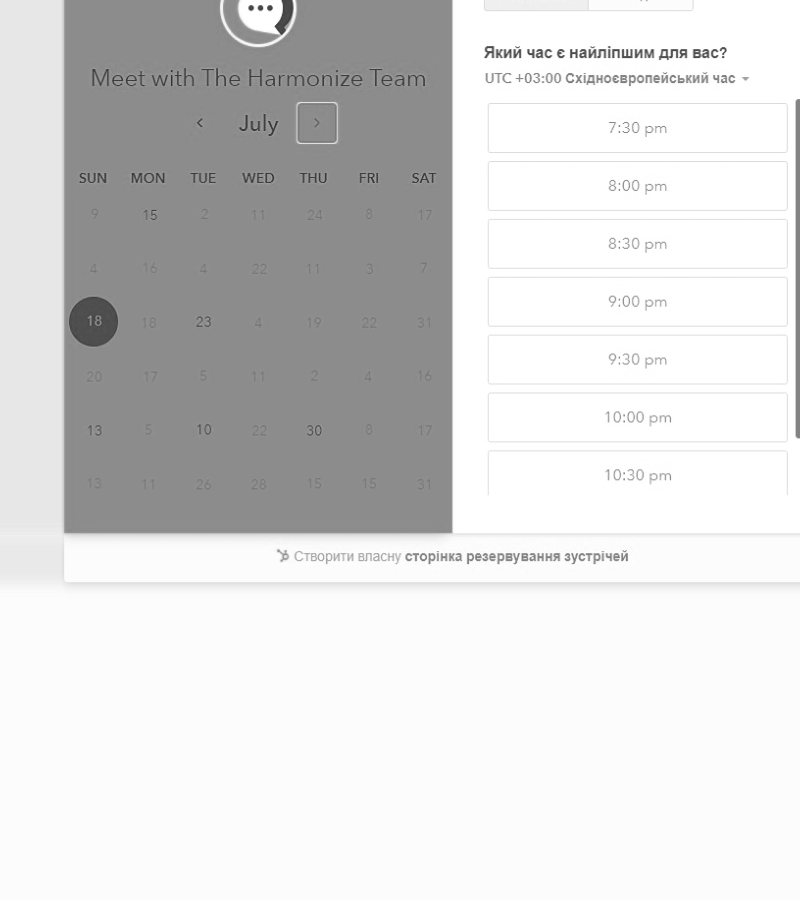 Meet with The Harmonize Team
July
SUN MON TUE WED THU FRI SAT
9 15 2 11 24 8 17
4 16 4 22 11 3 7
18 18 23 4 19 22 31
20 17 5 11 2 4 16
13 5 10 22 30 8 17
13 11 26 28 15 15 31
Який час є найліпшим для вас?
UTC +03:00 Східноєвропейський час
7:30 pm
8:00 pm
8:30 pm
9:00 pm
9:30 pm
10:00 pm
10:30 pm
Створити власну сторінка резервування зустрічей